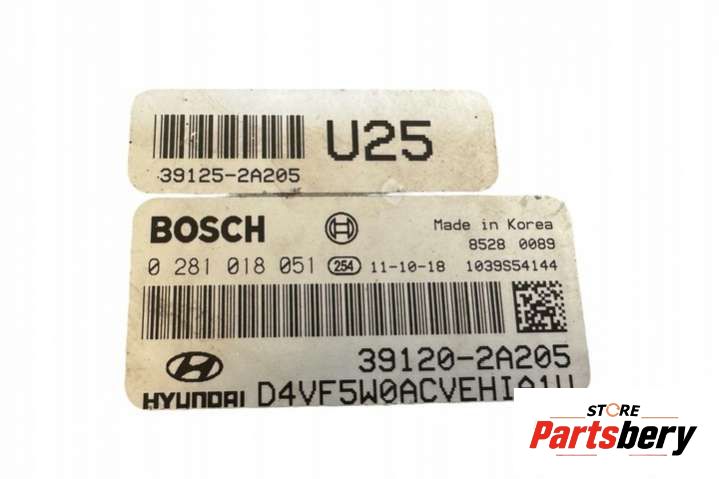 U25
39125-2A205
BOSCH
Made in Korea
8528 0089
0 281 018 051 254 11-10-18 1039S54144
39120-2A205
HYUNDAI
STORE
Partsbery